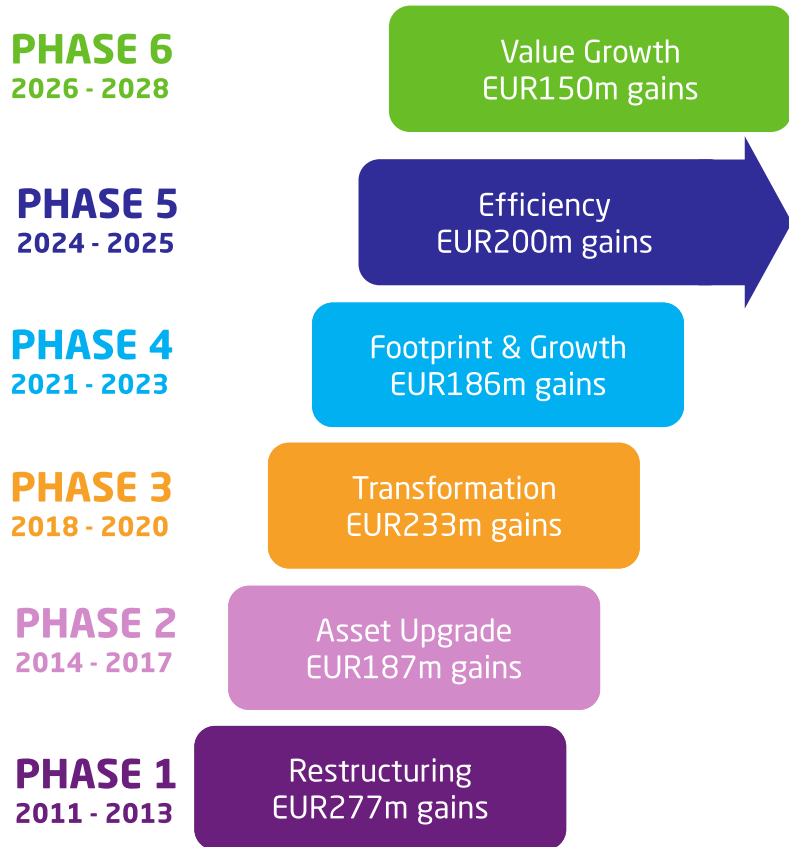 PHASE 6
2026 - 2028
Value Growth
EUR150m gains
PHASE 5
2024 - 2025
Efficiency
EUR200m gains
PHASE 4
2021 - 2023
Footprint & Growth
EUR186m gains
PHASE 3
2018 - 2020
Transformation
EUR233m gains
PHASE 2
2014 - 2017
Asset Upgrade
EUR187m gains
PHASE 1
2011 - 2013
Restructuring
EUR277m gains